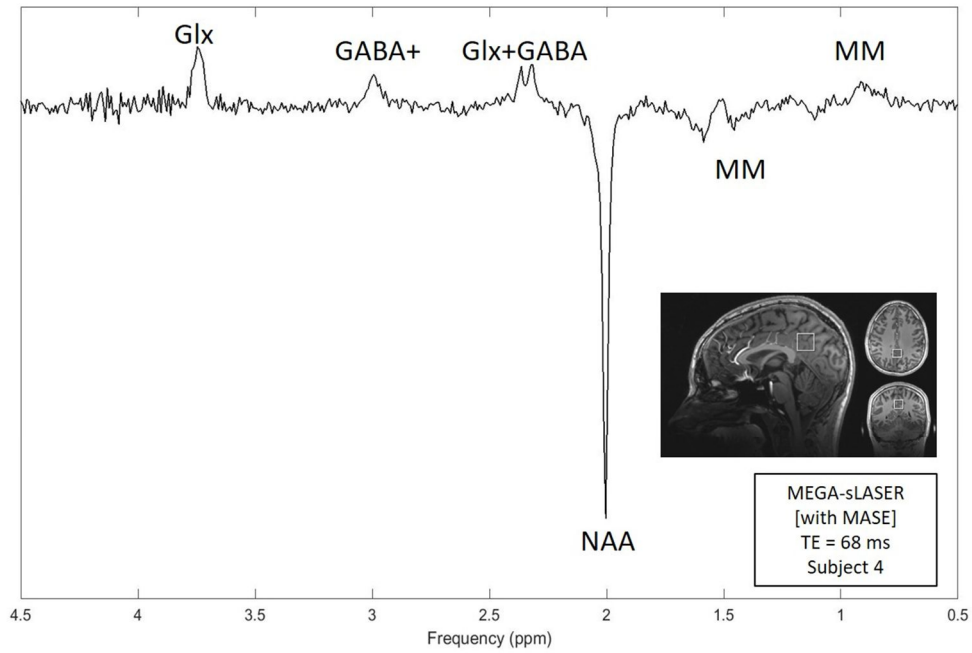 Glx
GABA+
Glx+GABA
MM
MM
NAA
MEGA-sLASER
[with MASE]
TE = 68 ms
Subject 4
4.5
4
3.5
3
2.5
2
1.5
1
0.5
Frequency (ppm)